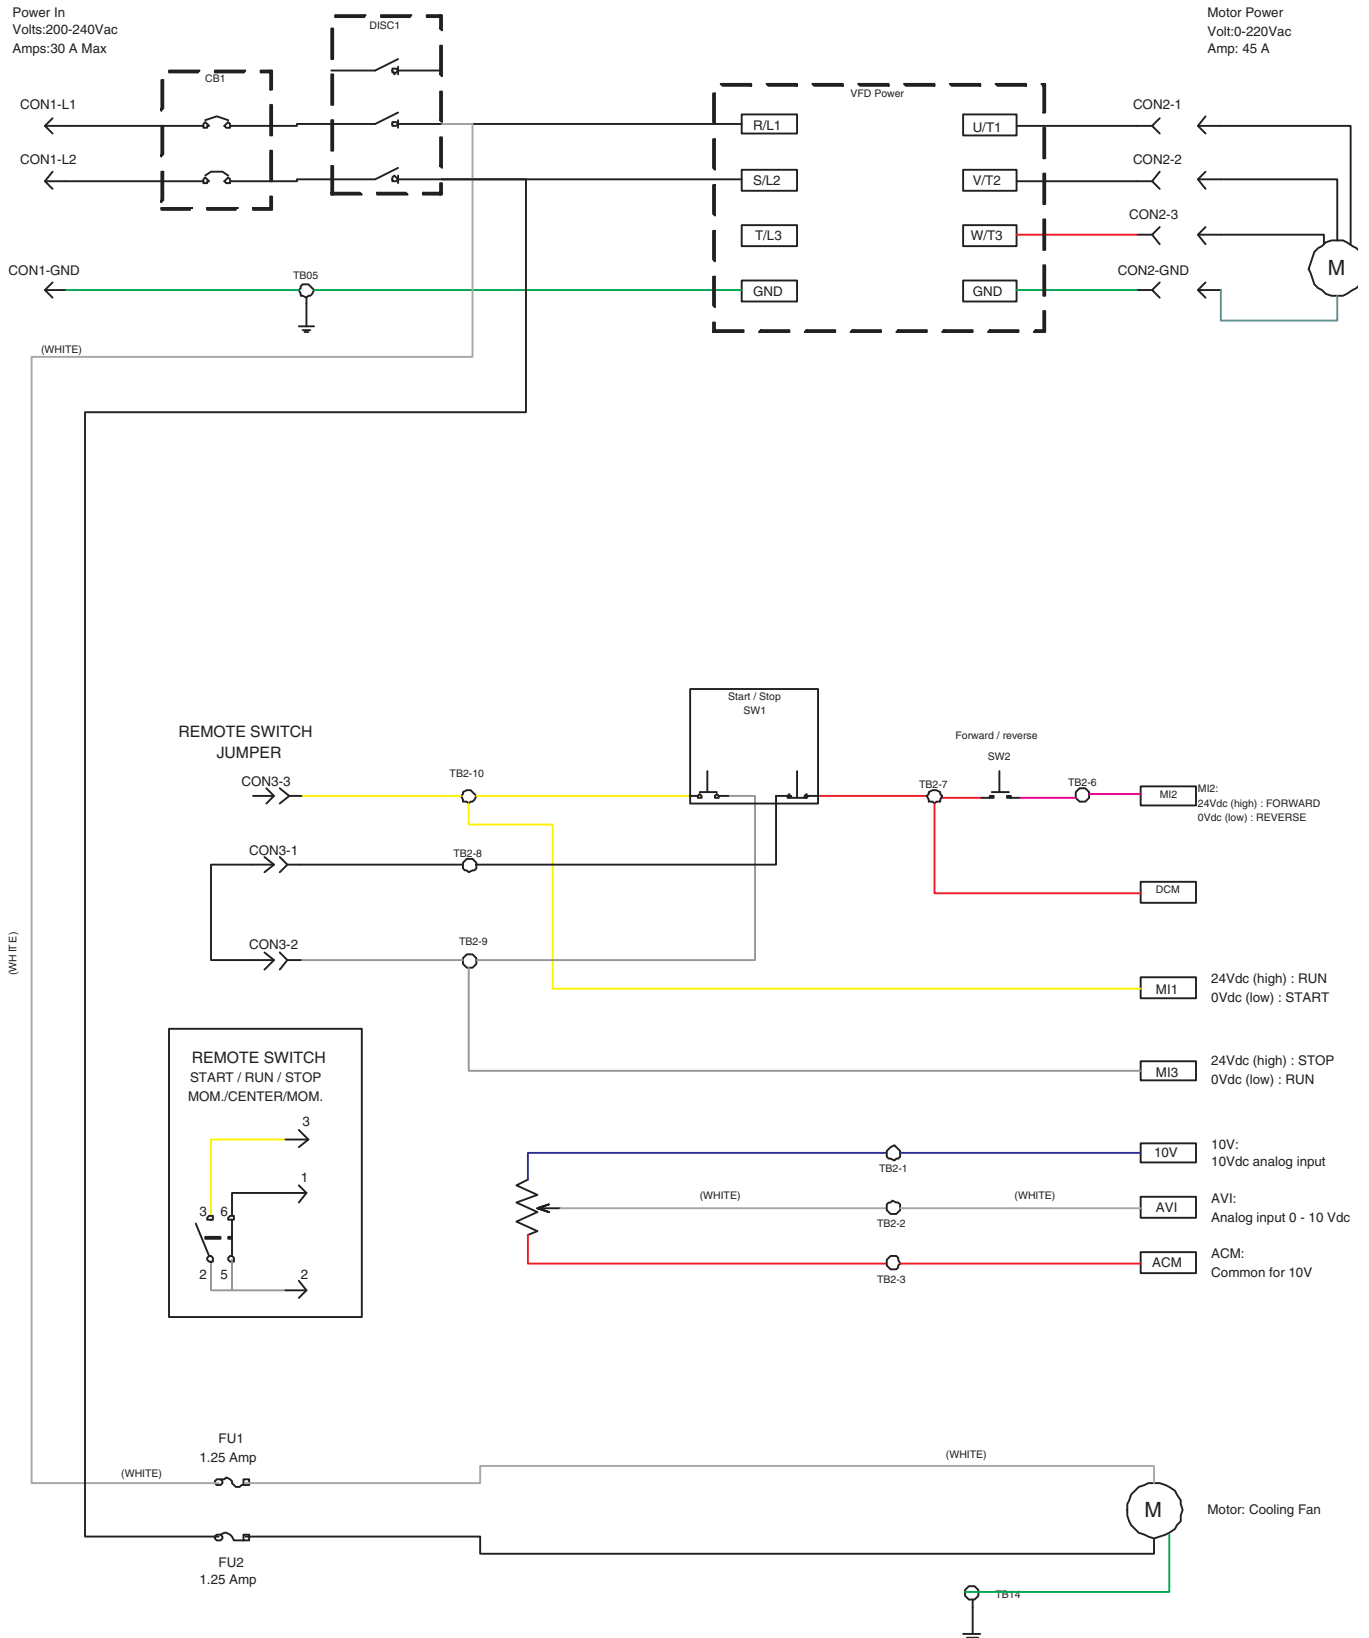 Power In
Volts:200-240Vac
Amps:30 A Max
DISC1
Motor Power
Volt:0-220Vac
Amp: 45 A
CB1
VFD Power
CON1-L1
R/L1
U/T1
CON2-1
CON1-L2
S/L2
V/T2
CON2-2
T/L3
W/T3
CON2-3
M
CON1-GND
TB05
GND
GND
CON2-GND
(WHITE)
Start / Stop
SW1
REMOTE SWITCH
JUMPER
Forward / reverse
SW2
CON3-3
TB2-10
TB2-7
TB2-6
MI2
MI2:
24Vdc (high) : FORWARD
0Vdc (low) : REVERSE
CON3-1
TB2-8
DCM
(WHITE)
CON3-2
TB2-9
MI1
24Vdc (high) : RUN
0Vdc (low) : START
REMOTE SWITCH
START / RUN / STOP
MOM./CENTER/MOM.
MI3
24Vdc (high) : STOP
0Vdc (low) : RUN
3
1
3 6
2 5
2
TB2-1
10V
10V:
10Vdc analog input
(WHITE)
TB2-2
(WHITE)
AVI
AVI:
Analog input 0 - 10 Vdc
TB2-3
ACM
ACM:
Common for 10V
FU1
1.25 Amp
(WHITE)
(WHITE)
M
Motor: Cooling Fan
FU2
1.25 Amp
TB14